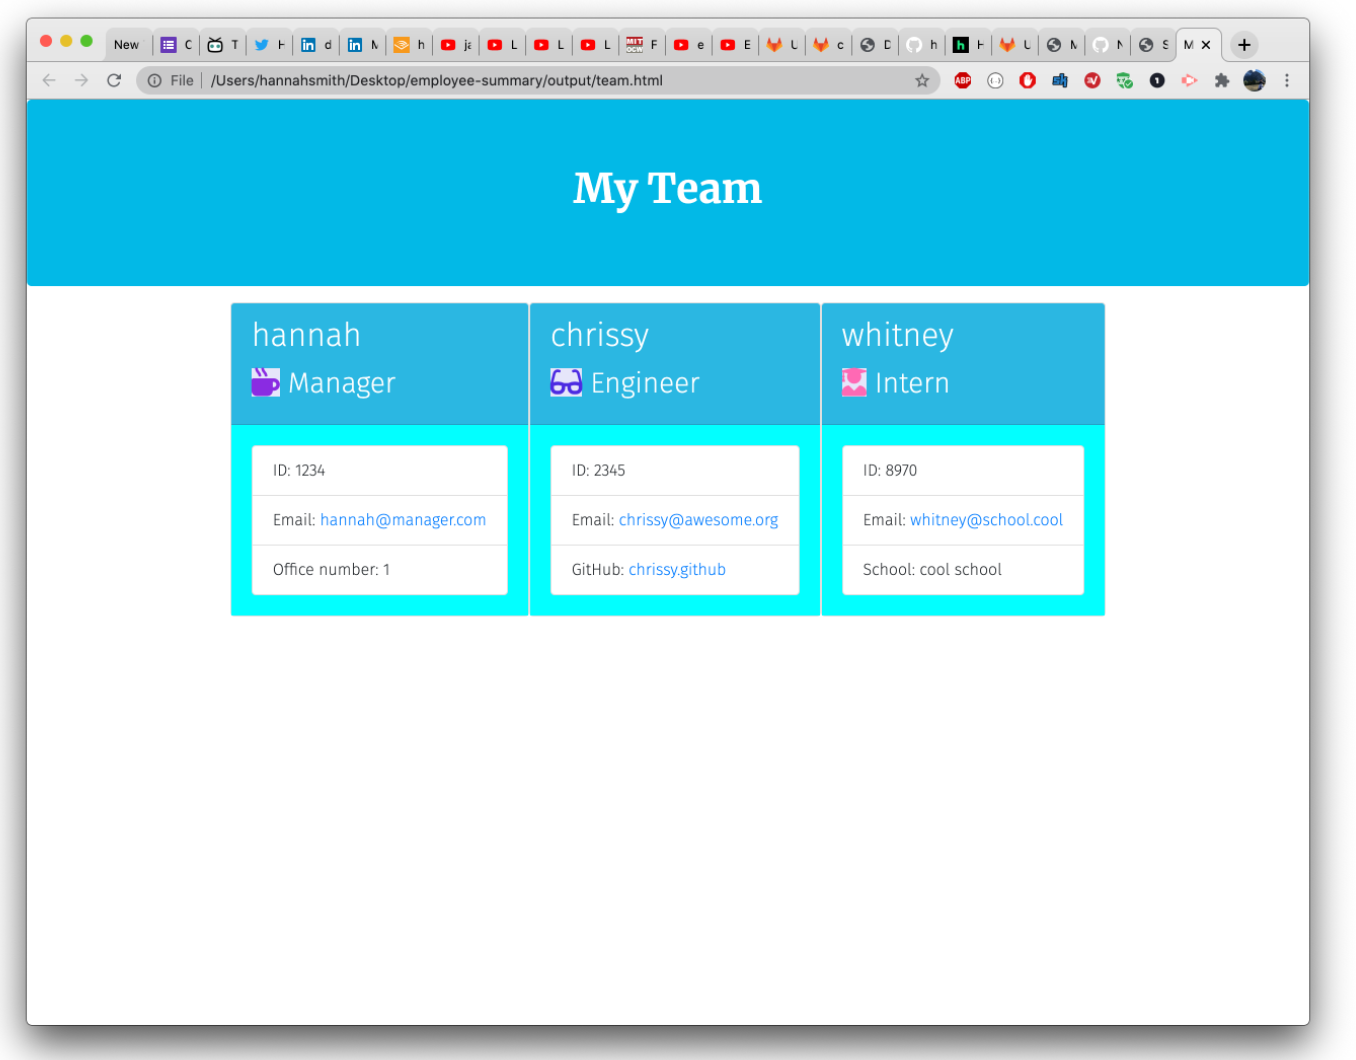 New C T H d M h ja L L L F e E U c D h H U M N S M
File /Users/hannahsmith/Desktop/employee-summary/output/team.html ABP
My Team
hannah
Manager
ID: 1234
Email: hannah@manager.com
Office number: 1
chrissy
Engineer
ID: 2345
Email: chrissy@awesome.org
GitHub: chrissy.github
whitney
Intern
ID: 8970
Email: whitney@school.cool
School: cool school